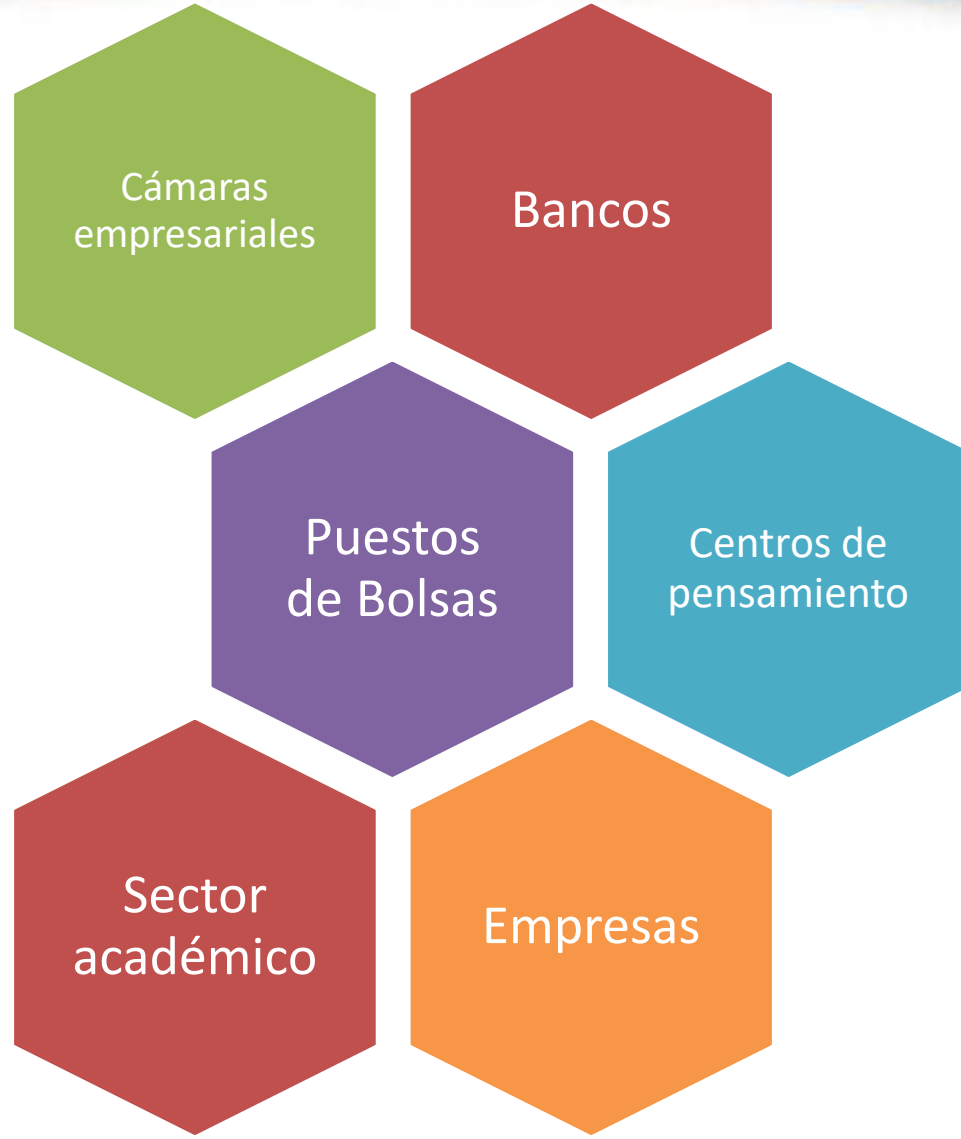 Cámaras
empresariales
Bancos
Puestos
de Bolsas
Centros de
pensamiento
Sector
académico
Empresas